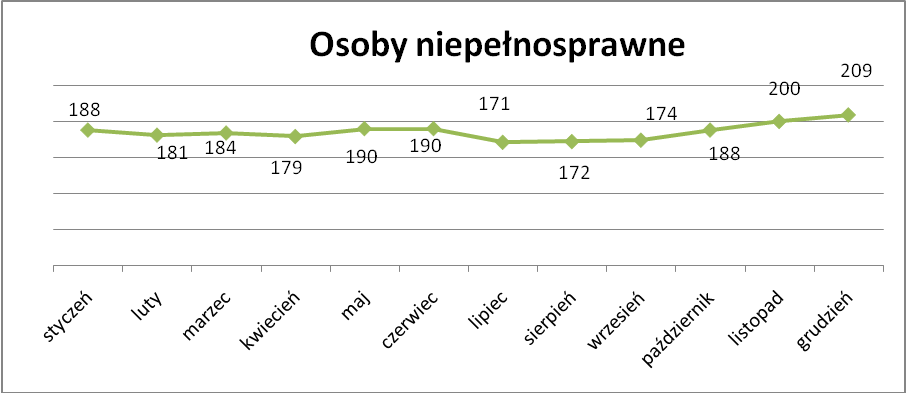 Osoby niepełnosprawne
188
181
184
179
190
190
171
172
174
188
200
209
styczeń
luty
marzec
kwiecień
maj
czerwiec
lipiec
sierpień
wrzesień
październik
listopad
grudzień